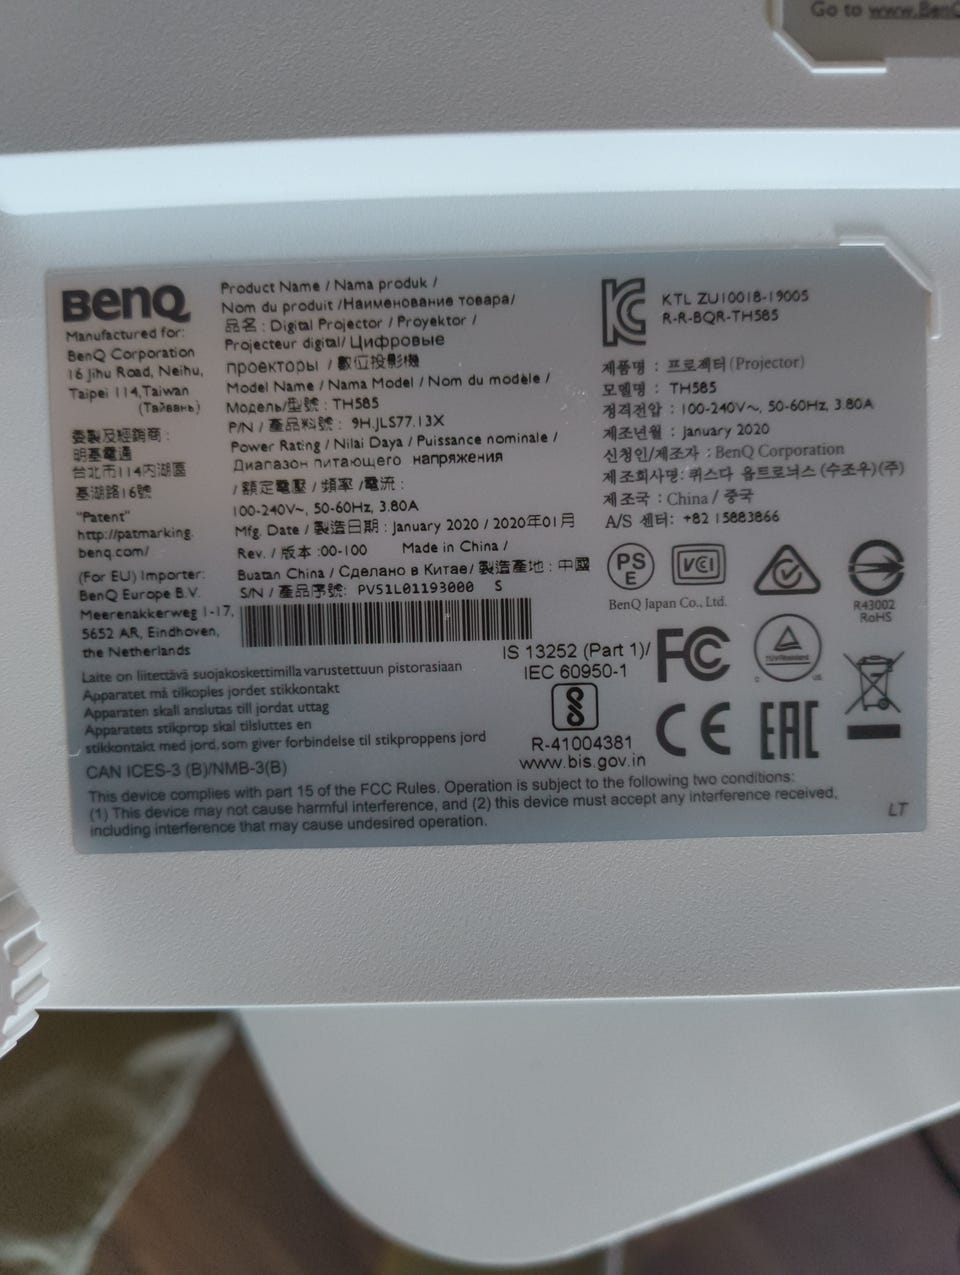 Go to www.BenQ
BenQ
Manufactured for:
BenQ Corporation
16 Jihu Road, Neihu,
Taipei 114,Taiwan
(Тайвань)
委製及經銷商：
明基電通
台北市114內湖區
基湖路16號
"Patent"
http://patmarking.
benq.com/
(For EU) Importer:
BenQ Europe B.V.
Meerenakkerweg 1-17,
5652 AR, Eindhoven,
the Netherlands
Product Name / Nama produk /
Nom du produit /Наименование товара/
品名 : Digital Projector / Proyektor /
Projecteur digital/ Цифровые
проекторы / 數位投影機
Model Name / Nama Model / Nom du modèle /
Модель/型號 : TH585
P/N / 產品料號 : 9H.JLS77.13X
Power Rating / Nilai Daya / Puissance nominale /
Диапазон питающего напряжения
/ 額定電壓 / 頻率 /電流 :
100-240V~, 50-60Hz, 3.80A
Mfg. Date / 製造日期 : January 2020 / 2020年01月
Rev. / 版本 :00-100 Made in China /
Buatan China / Сделано в Китае/ 製造產地 : 中國
S/N / 產品序號: PV51L01193000 S
KTL ZU10018-19005
R-R-BQR-TH585
제품명 : 프로젝터(Projector)
모델명 : TH585
정격전압 : 100-240V~, 50-60Hz, 3.80A
제조년월 : January 2020
신청인/제조자 : BenQ Corporation
제조회사명: 퀴스다 옵트로닉스 (수조우)(주)
제조국 : China / 중국
A/S 센터: +82 15883866
PS
E
VCI
BenQ Japan Co., Ltd.
R43002
RoHS
IS 13252 (Part 1)/
IEC 60950-1
R-41004381
www.bis.gov.in
FC
TÜVRheinland
C US
CE
EAC
Laite on liitettävä suojakoskettimilla varustettuun pistorasiaan
Apparatet må tilkoples jordet stikkontakt
Apparaten skall anslutas till jordat uttag
Apparatets stikprop skal tilsluttes en
stikkontakt med jord, som giver forbindelse til stikproppens jord
CAN ICES-3 (B)/NMB-3(B)
This device complies with part 15 of the FCC Rules. Operation is subject to the following two conditions:
(1) This device may not cause harmful interference, and (2) this device must accept any interference received,
including interference that may cause undesired operation.
LT